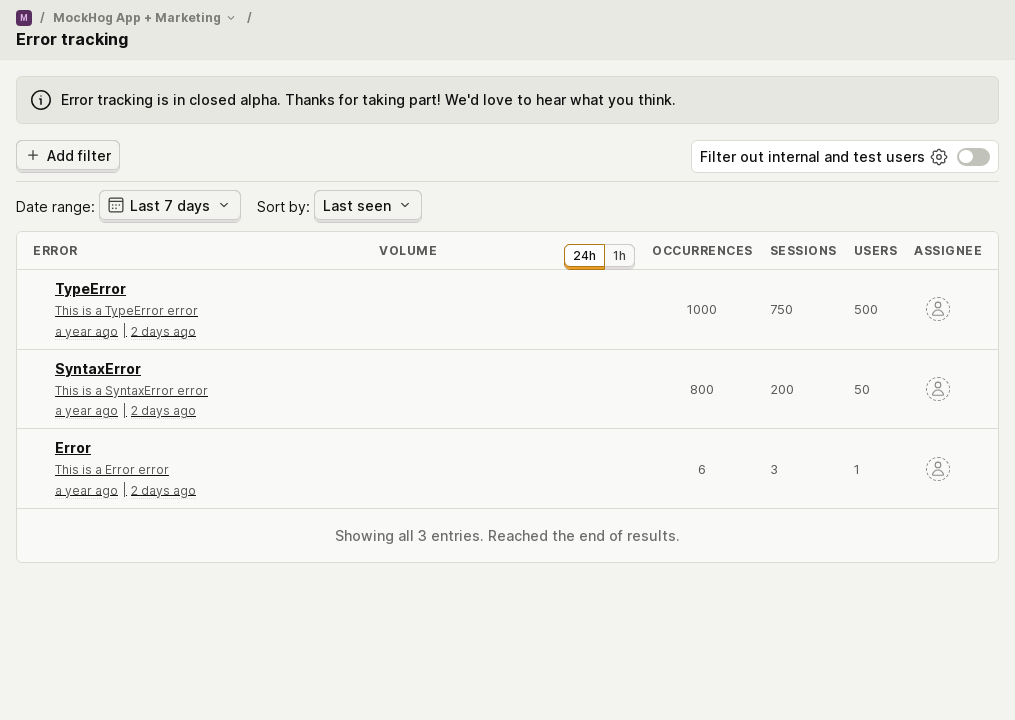 M / MockHog App + Marketing /
Error tracking
Error tracking is in closed alpha. Thanks for taking part! We'd love to hear what you think.
Add filter
Filter out internal and test users
Date range: Last 7 days Sort by: Last seen
ERROR VOLUME 24h 1h OCCURRENCES SESSIONS USERS ASSIGNEE
TypeError
This is a TypeError error 1000 750 500
a year ago | 2 days ago
SyntaxError
This is a SyntaxError error 800 200 50
a year ago | 2 days ago
Error
This is a Error error 6 3 1
a year ago | 2 days ago
Showing all 3 entries. Reached the end of results.